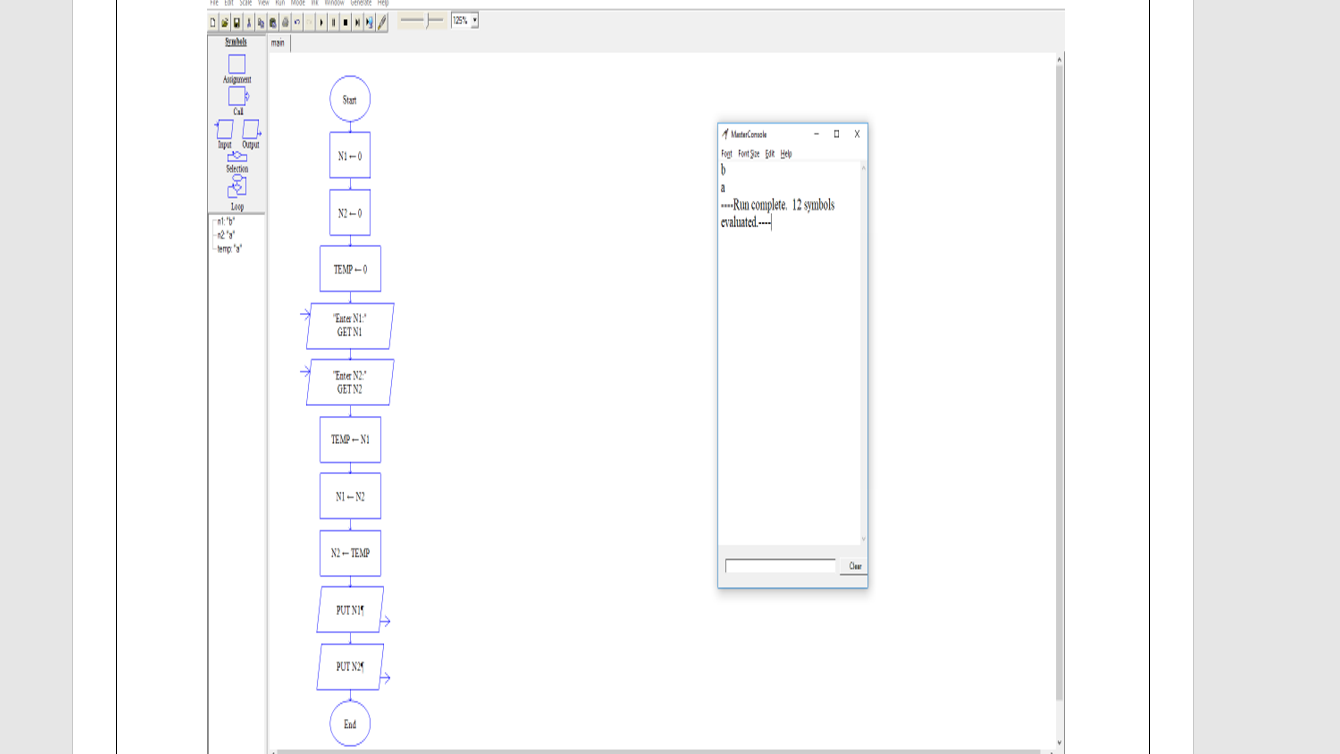 File Edit Scale View Run Mode Ink Window Generate Help
125%
Symbols
main
Assignment
Call
Input Output
Selection
Loop
n1: "b"
n2: "a"
temp: "a"
Start
N1 ← 0
N2 ← 0
TEMP ← 0
"Enter N1:"
GET N1
"Enter N2:"
GET N2
TEMP ← N1
N1 ← N2
N2 ← TEMP
PUT N1¶
PUT N2¶
End
MasterConsole
Font Font Size Edit Help
b
a
----Run complete. 12 symbols
evaluated.----
Clear